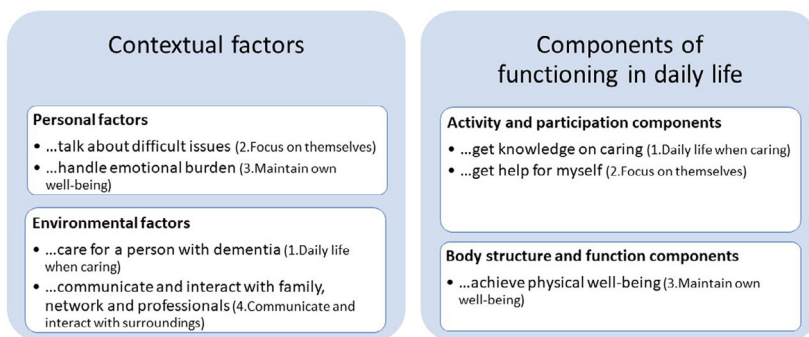 Contextual factors
Personal factors
• ...talk about difficult issues (2.Focus on themselves)
• ...handle emotional burden (3.Maintain own
well-being)
Environmental factors
• ...care for a person with dementia (1.Daily life
when caring)
• ...communicate and interact with family,
network and professionals (4.Communicate and
interact with surroundings)
Components of
functioning in daily life
Activity and participation components
• ...get knowledge on caring (1.Daily life when caring)
• ...get help for myself (2.Focus on themselves)
Body structure and function components
• ...achieve physical well-being (3.Maintain own
well-being)